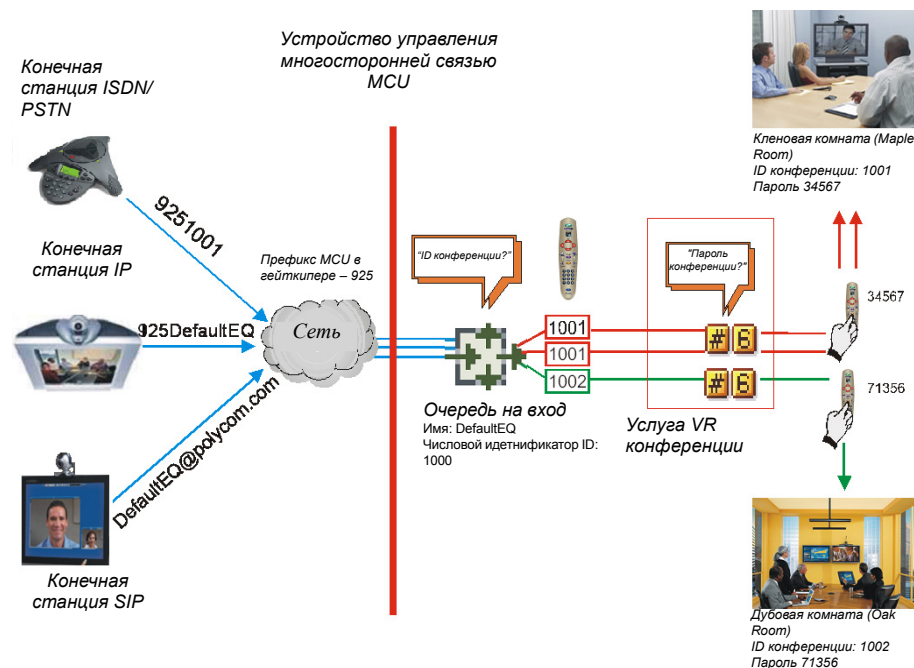 Устройство управления
многосторонней связью
MCU
Конечная
станция ISDN/
PSTN
9251001
Конечная
станция IP
Префикс MCU в
гейткипере – 925
925DefaultEQ
Сеть
DefaultEQ@polycom.com
Конечная
станция SIP
"ID конференции?"
1001
1001
1002
Очередь на вход
Имя: DefaultEQ
Числовой идетнификатор ID:
1000
"Пароль
конференции?"
# 6
# 6
Услуга VR
конференции
34567
71356
Кленовая комната (Maple
Room)
ID конференции: 1001
Пароль 34567
Дубовая комната (Oak
Room)
ID конференции: 1002
Пароль 71356